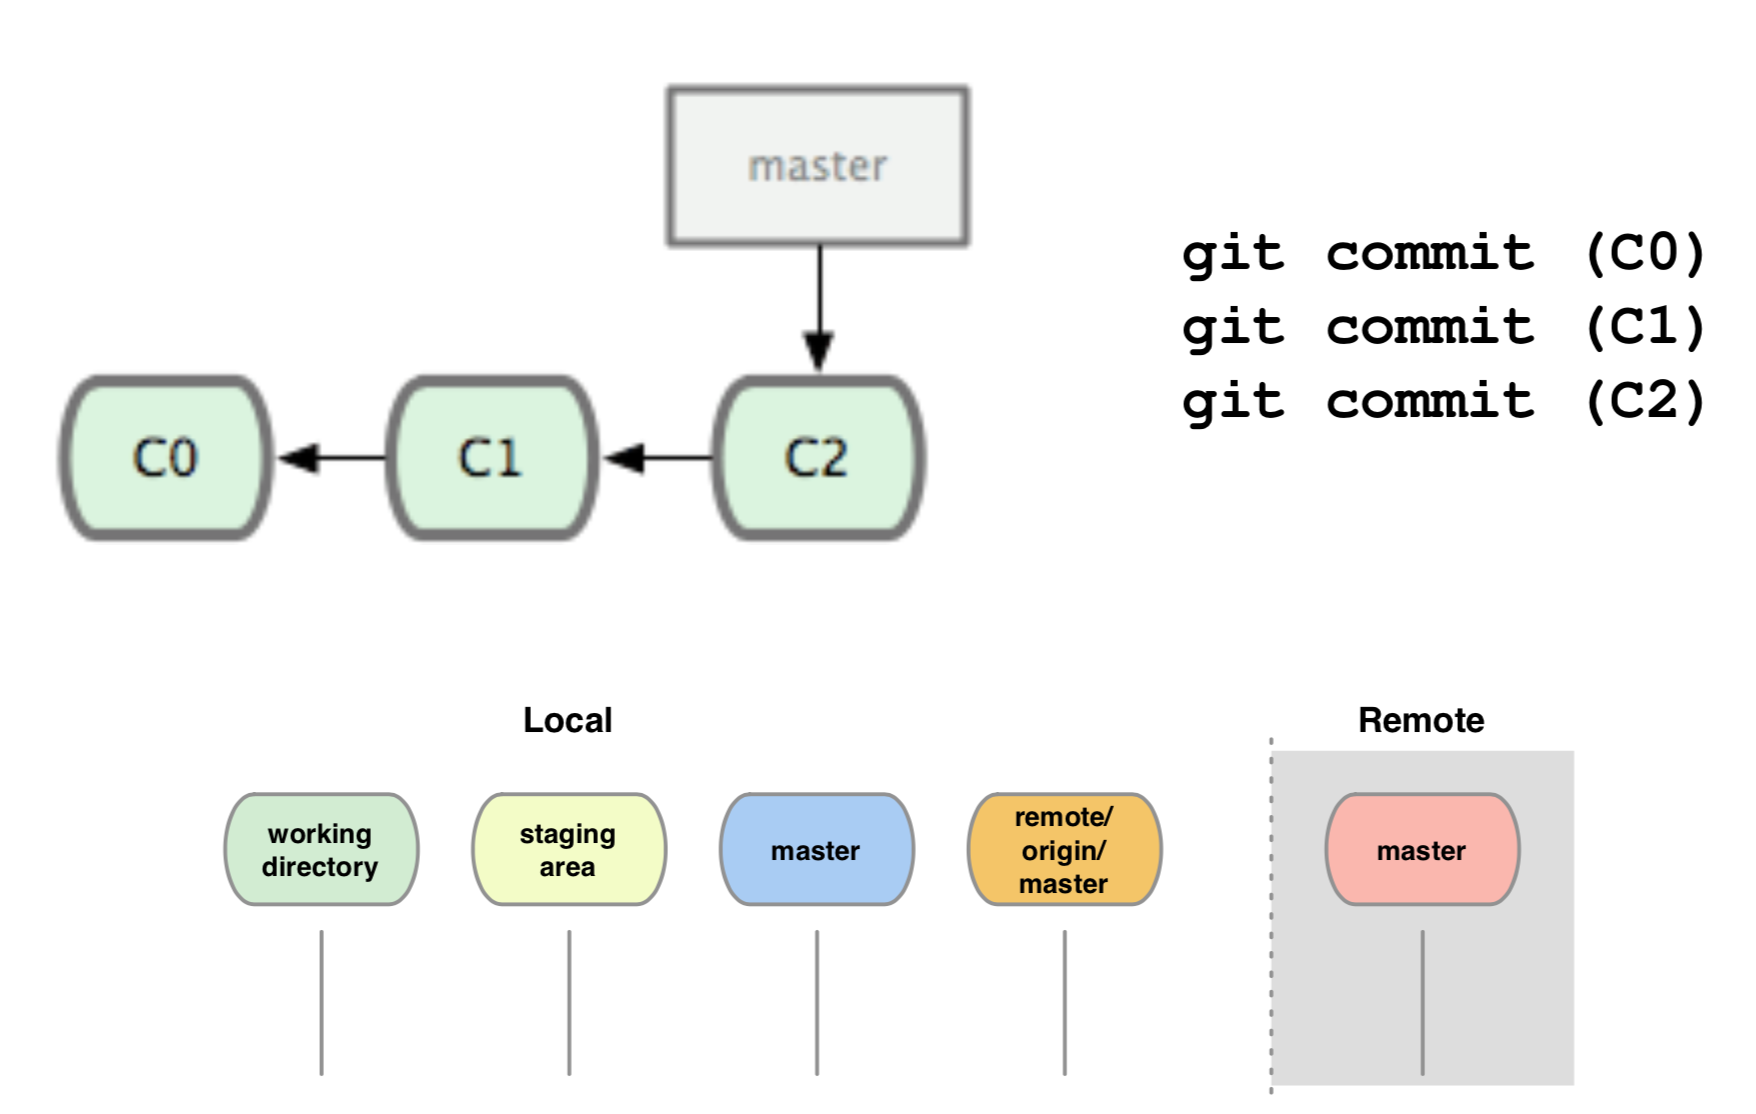 master
git commit (C0)
git commit (C1)
git commit (C2)
C0
C1
C2
Local
Remote
working
directory
staging
area
master
remote/
origin/
master
master